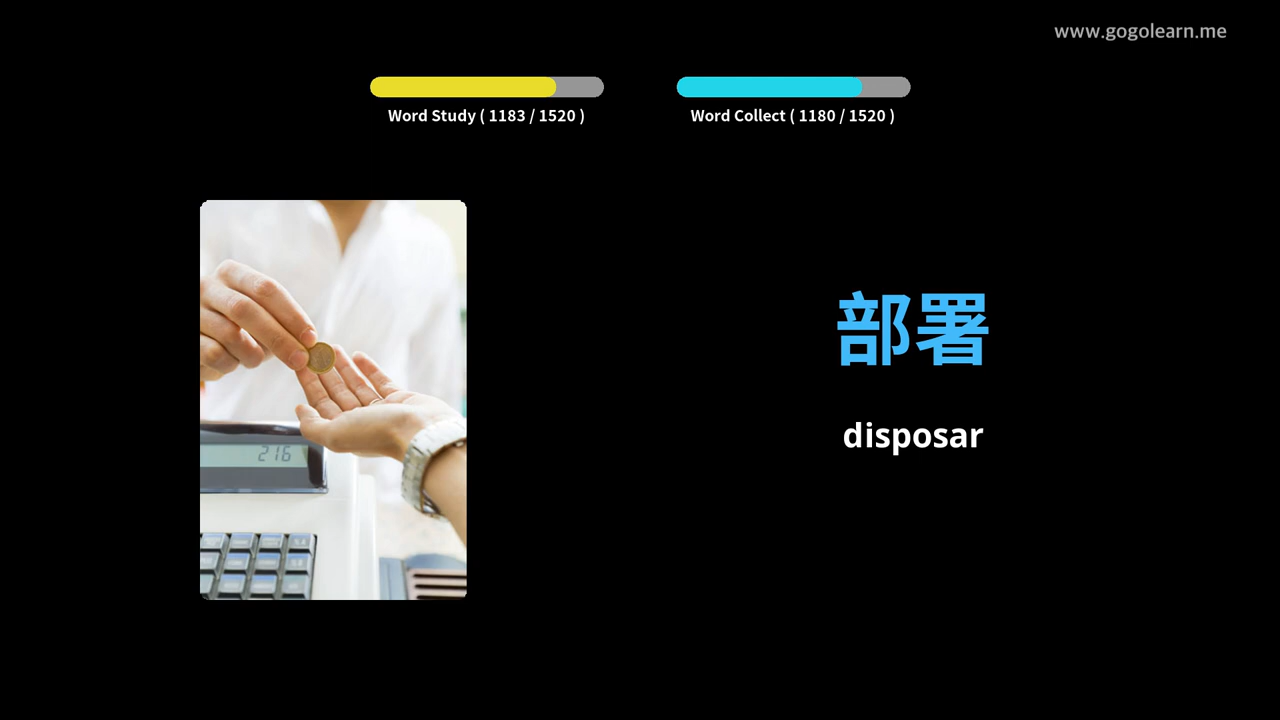 www.gogolearn.me
Word Study ( 1183 / 1520 )
Word Collect ( 1180 / 1520 )
部署
disposar
216